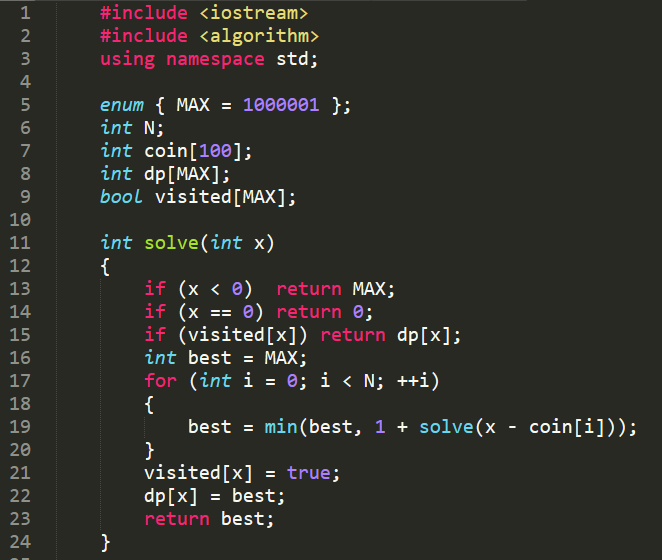 1 #include <iostream>
2 #include <algorithm>
3 using namespace std;
4
5 enum { MAX = 1000001 };
6 int N;
7 int coin[100];
8 int dp[MAX];
9 bool visited[MAX];
10
11 int solve(int x)
12 {
13     if (x < 0)  return MAX;
14     if (x == 0) return 0;
15     if (visited[x]) return dp[x];
16     int best = MAX;
17     for (int i = 0; i < N; ++i)
18     {
19         best = min(best, 1 + solve(x - coin[i]));
20     }
21     visited[x] = true;
22     dp[x] = best;
23     return best;
24 }